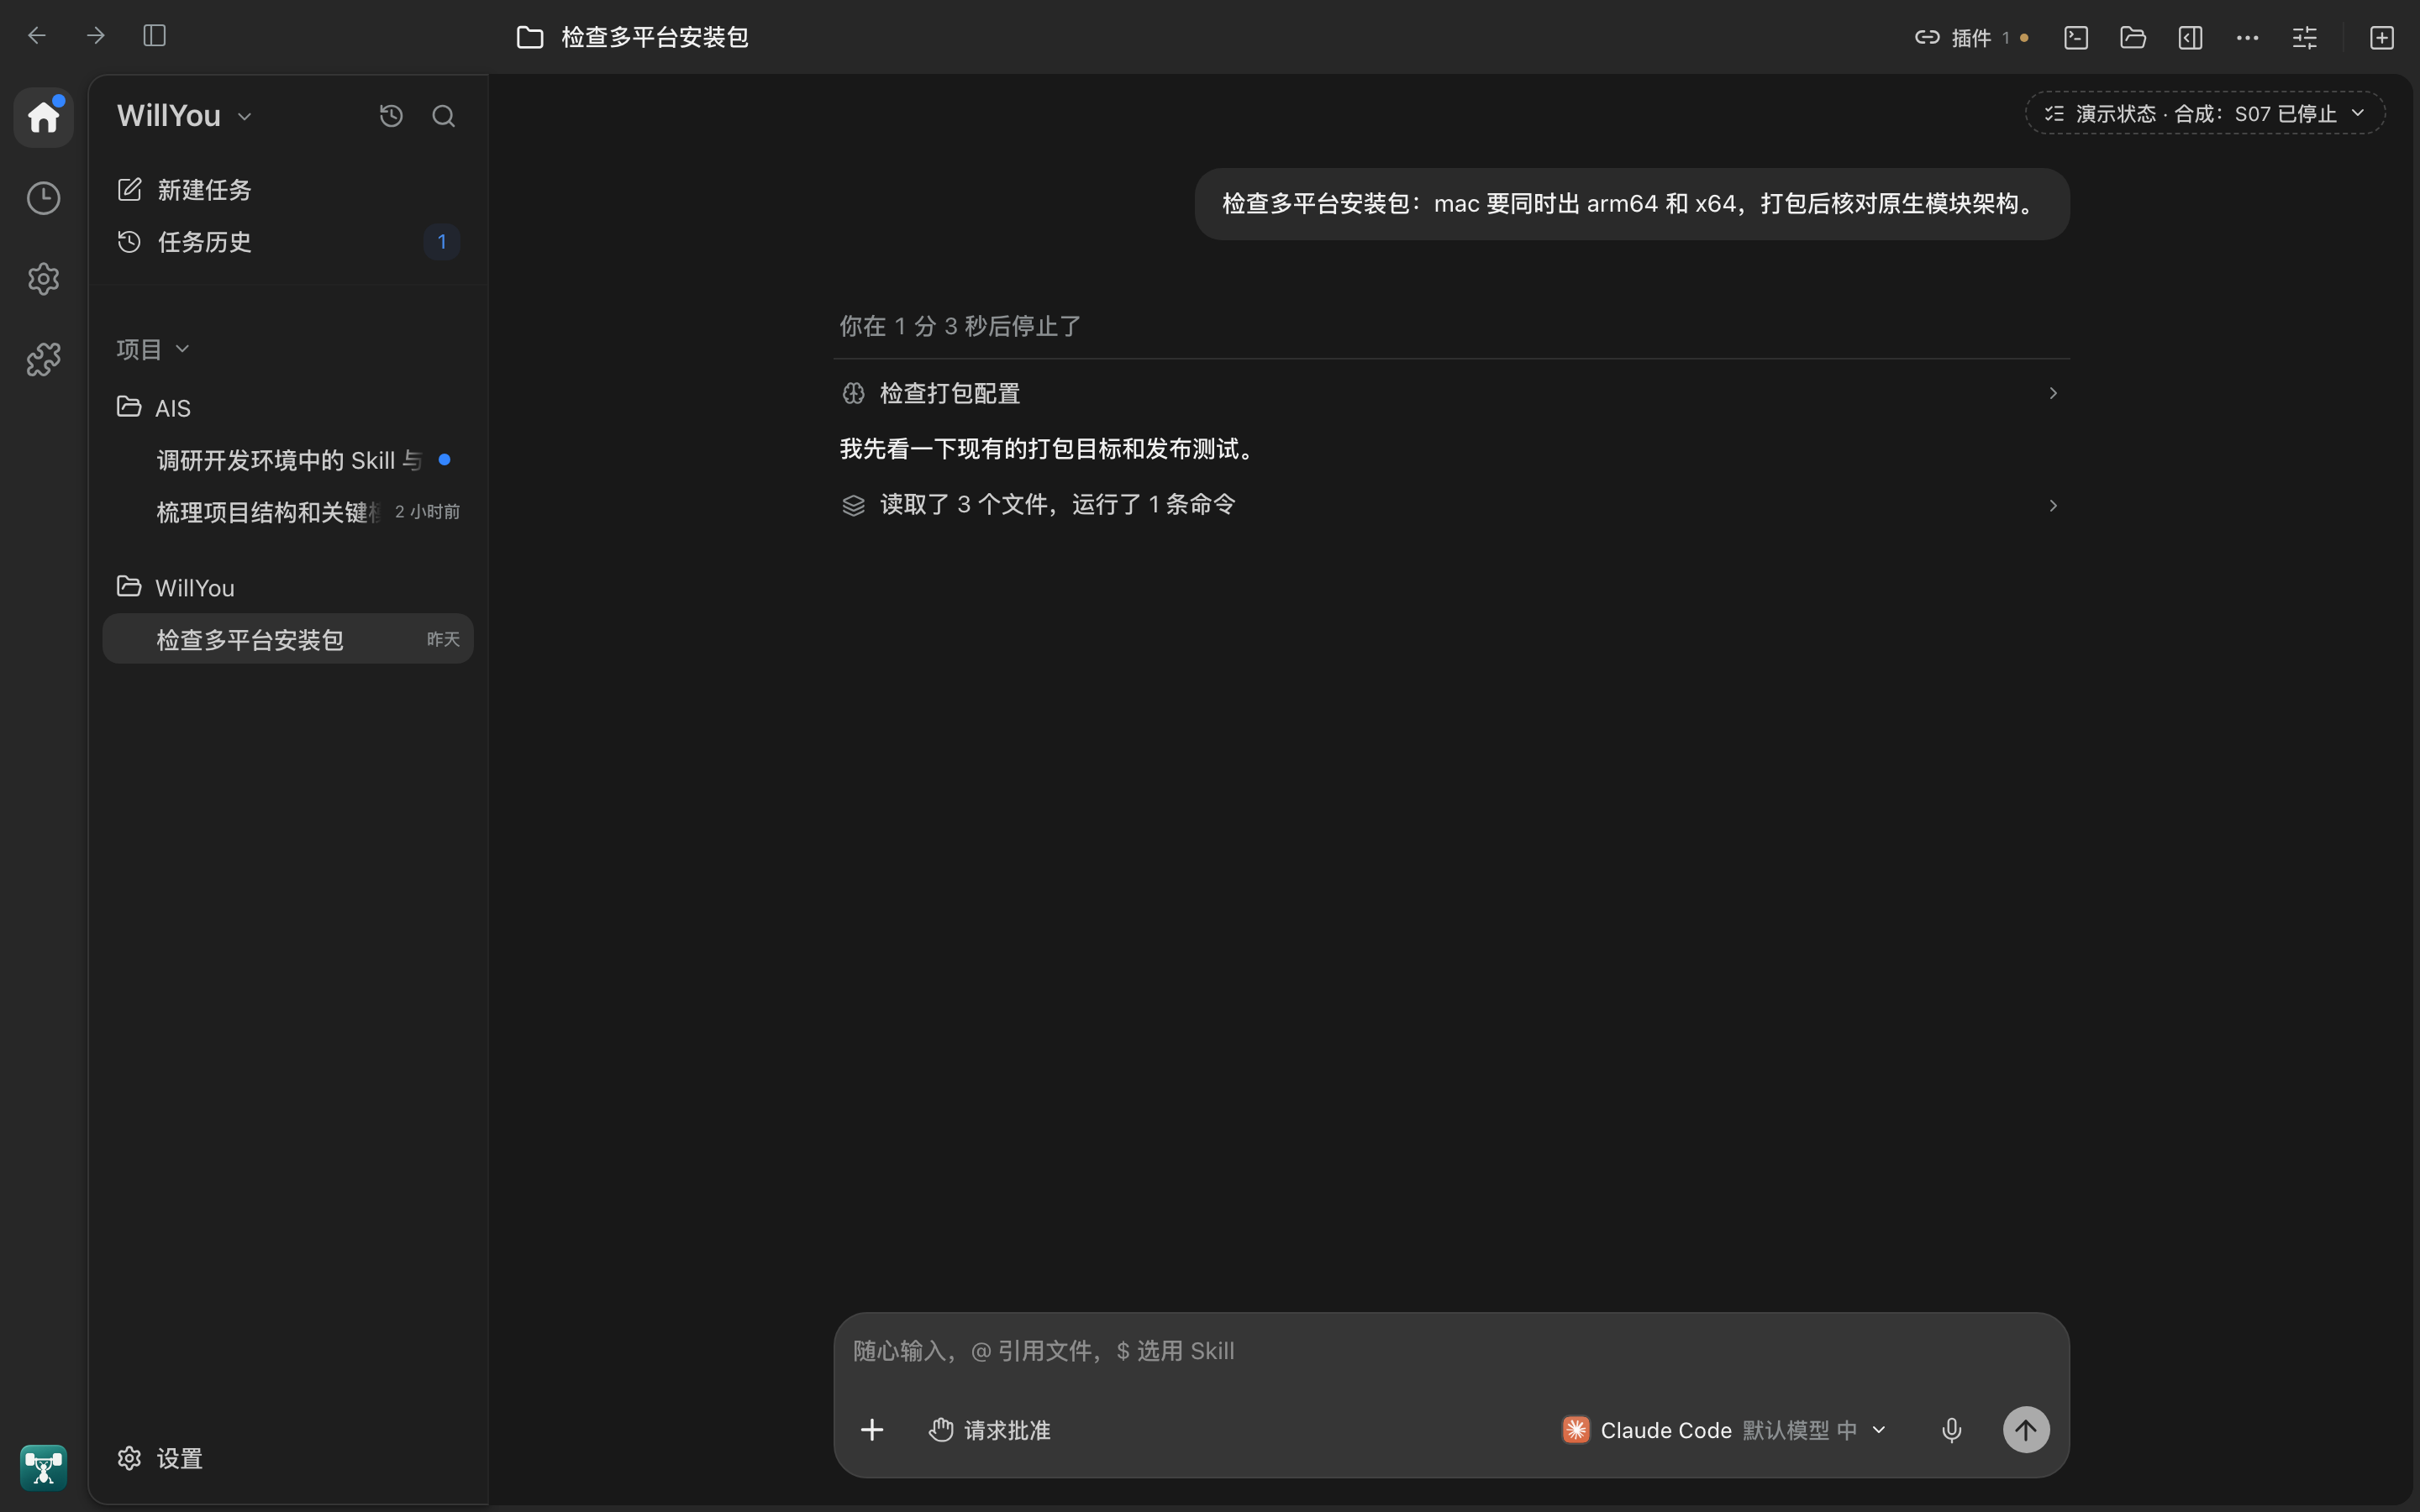 检查多平台安装包
插件 1
WillYou
演示状态 · 合成：S07 已停止
新建任务
检查多平台安装包：mac 要同时出 arm64 和 x64，打包后核对原生模块架构。
任务历史 1
你在 1 分 3 秒后停止了
项目
检查打包配置
AIS
我先看一下现有的打包目标和发布测试。
调研开发环境中的 Skill 与
读取了 3 个文件，运行了 1 条命令
梳理项目结构和关键 2 小时前
WillYou
检查多平台安装包 昨天
随心输入，@ 引用文件，$ 选用 Skill
请求批准
Claude Code 默认模型 中
设置